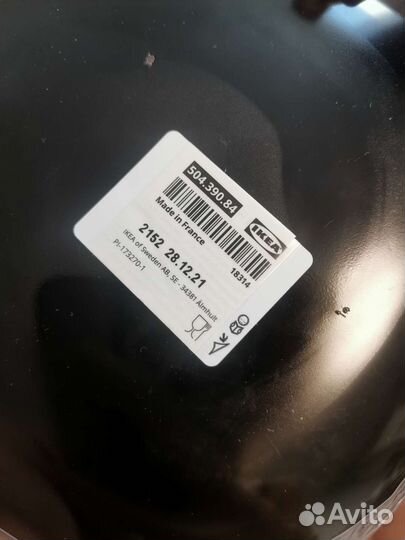 504.390.84
IKEA
Made in France
18314
2152 28.12.21
IKEA of Sweden AB, SE - 34381 Älmhult
PI-173270-1
Avito